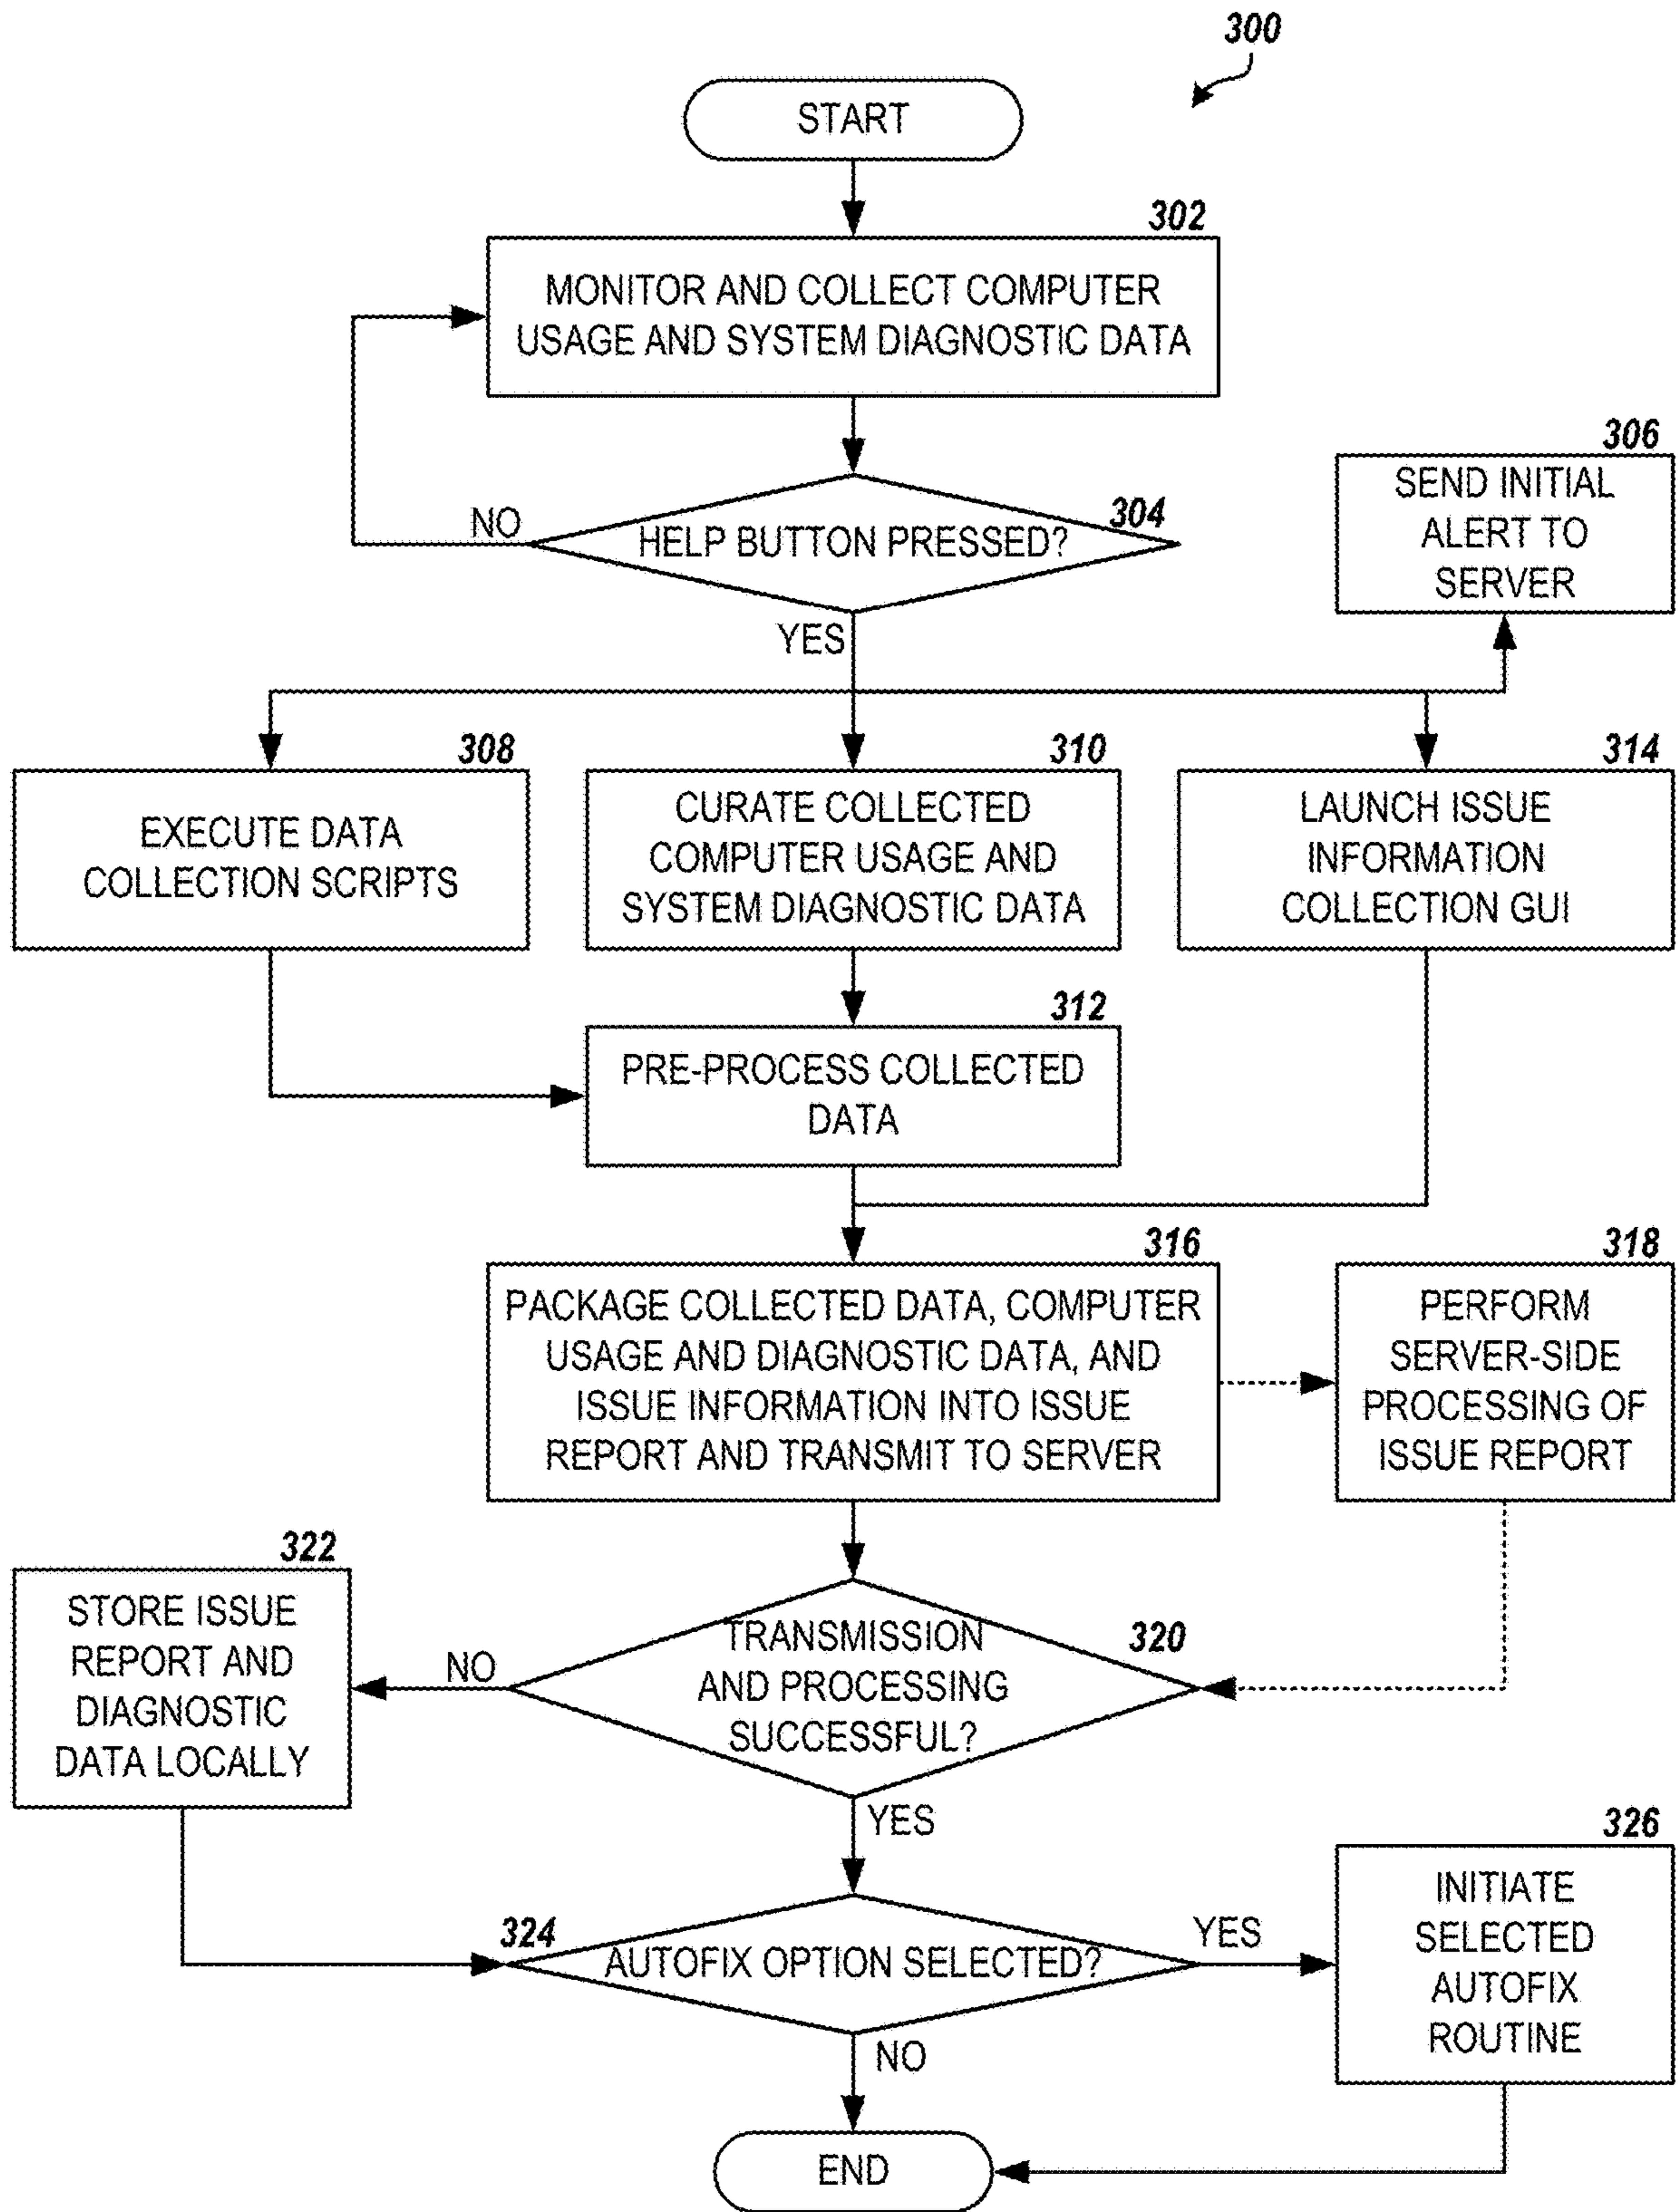 300
START
302
MONITOR AND COLLECT COMPUTER
USAGE AND SYSTEM DIAGNOSTIC DATA
306
SEND INITIAL
ALERT TO
SERVER
304
HELP BUTTON PRESSED?
NO
YES
308
EXECUTE DATA
COLLECTION SCRIPTS
310
CURATE COLLECTED
COMPUTER USAGE AND
SYSTEM DIAGNOSTIC DATA
314
LAUNCH ISSUE
INFORMATION
COLLECTION GUI
312
PRE-PROCESS COLLECTED
DATA
316
PACKAGE COLLECTED DATA, COMPUTER
USAGE AND DIAGNOSTIC DATA, AND
ISSUE INFORMATION INTO ISSUE
REPORT AND TRANSMIT TO SERVER
318
PERFORM
SERVER-SIDE
PROCESSING OF
ISSUE REPORT
322
STORE ISSUE
REPORT AND
DIAGNOSTIC
DATA LOCALLY
NO
320
TRANSMISSION
AND PROCESSING
SUCCESSFUL?
YES
324
AUTOFIX OPTION SELECTED?
YES
326
INITIATE
SELECTED
AUTOFIX
ROUTINE
NO
END